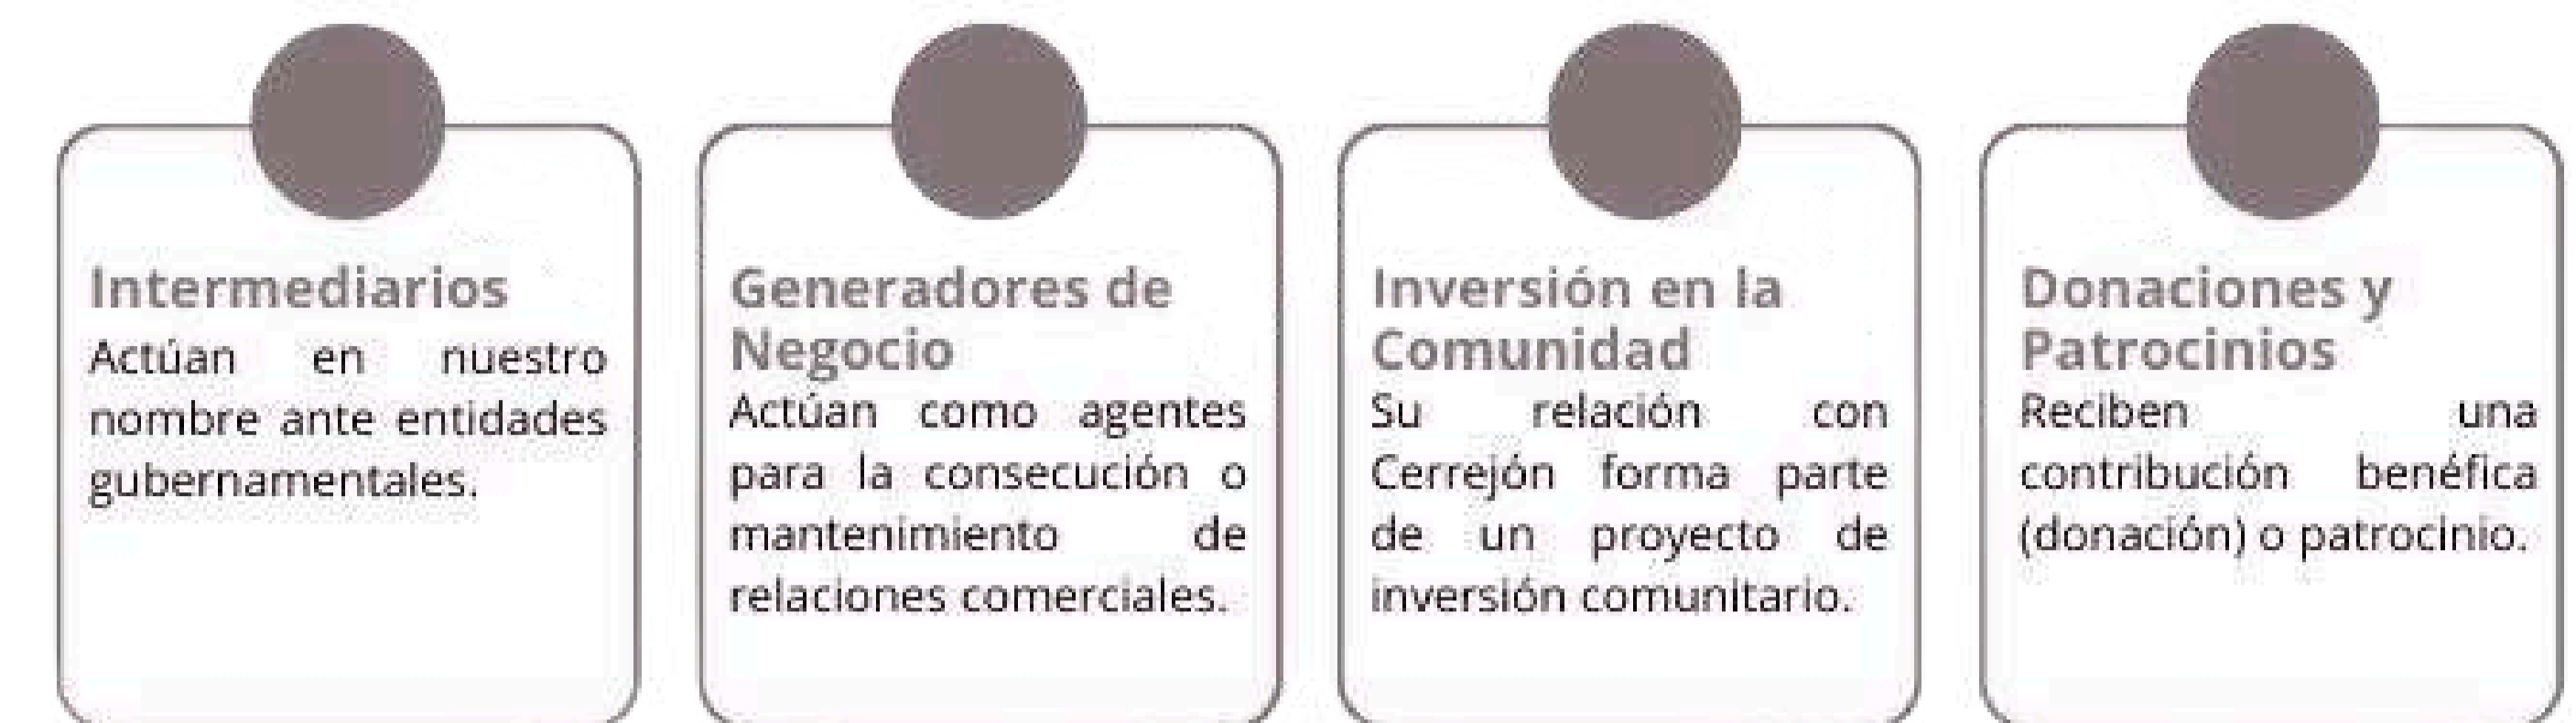 Intermediarios
Actúan en nuestro
nombre ante entidades
gubernamentales.
Generadores de
Negocio
Actúan como agentes
para la consecución o
mantenimiento de
relaciones comerciales.
Inversión en la
Comunidad
Su relación con
Cerrejón forma parte
de un proyecto de
inversión comunitario.
Donaciones y
Patrocinios
Reciben una
contribución benéfica
(donación) o patrocinio.